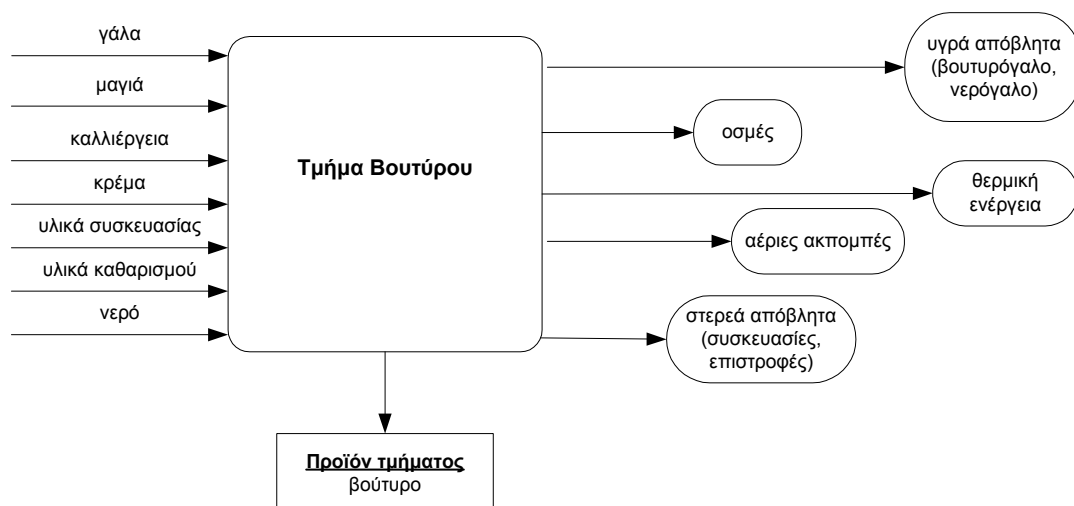 γάλα
μαγιά
καλλιέργεια
κρέμα
υλικά συσκευασίας
υλικά καθαρισμού
νερό
Τμήμα Βουτύρου
υγρά απόβλητα
(βουτυρόγαλο,
νερόγαλο)
οσμές
θερμική
ενέργεια
αέριες ακπομπές
στερεά απόβλητα
(συσκευασίες,
επιστροφές)
Προϊόν τμήματος
βούτυρο